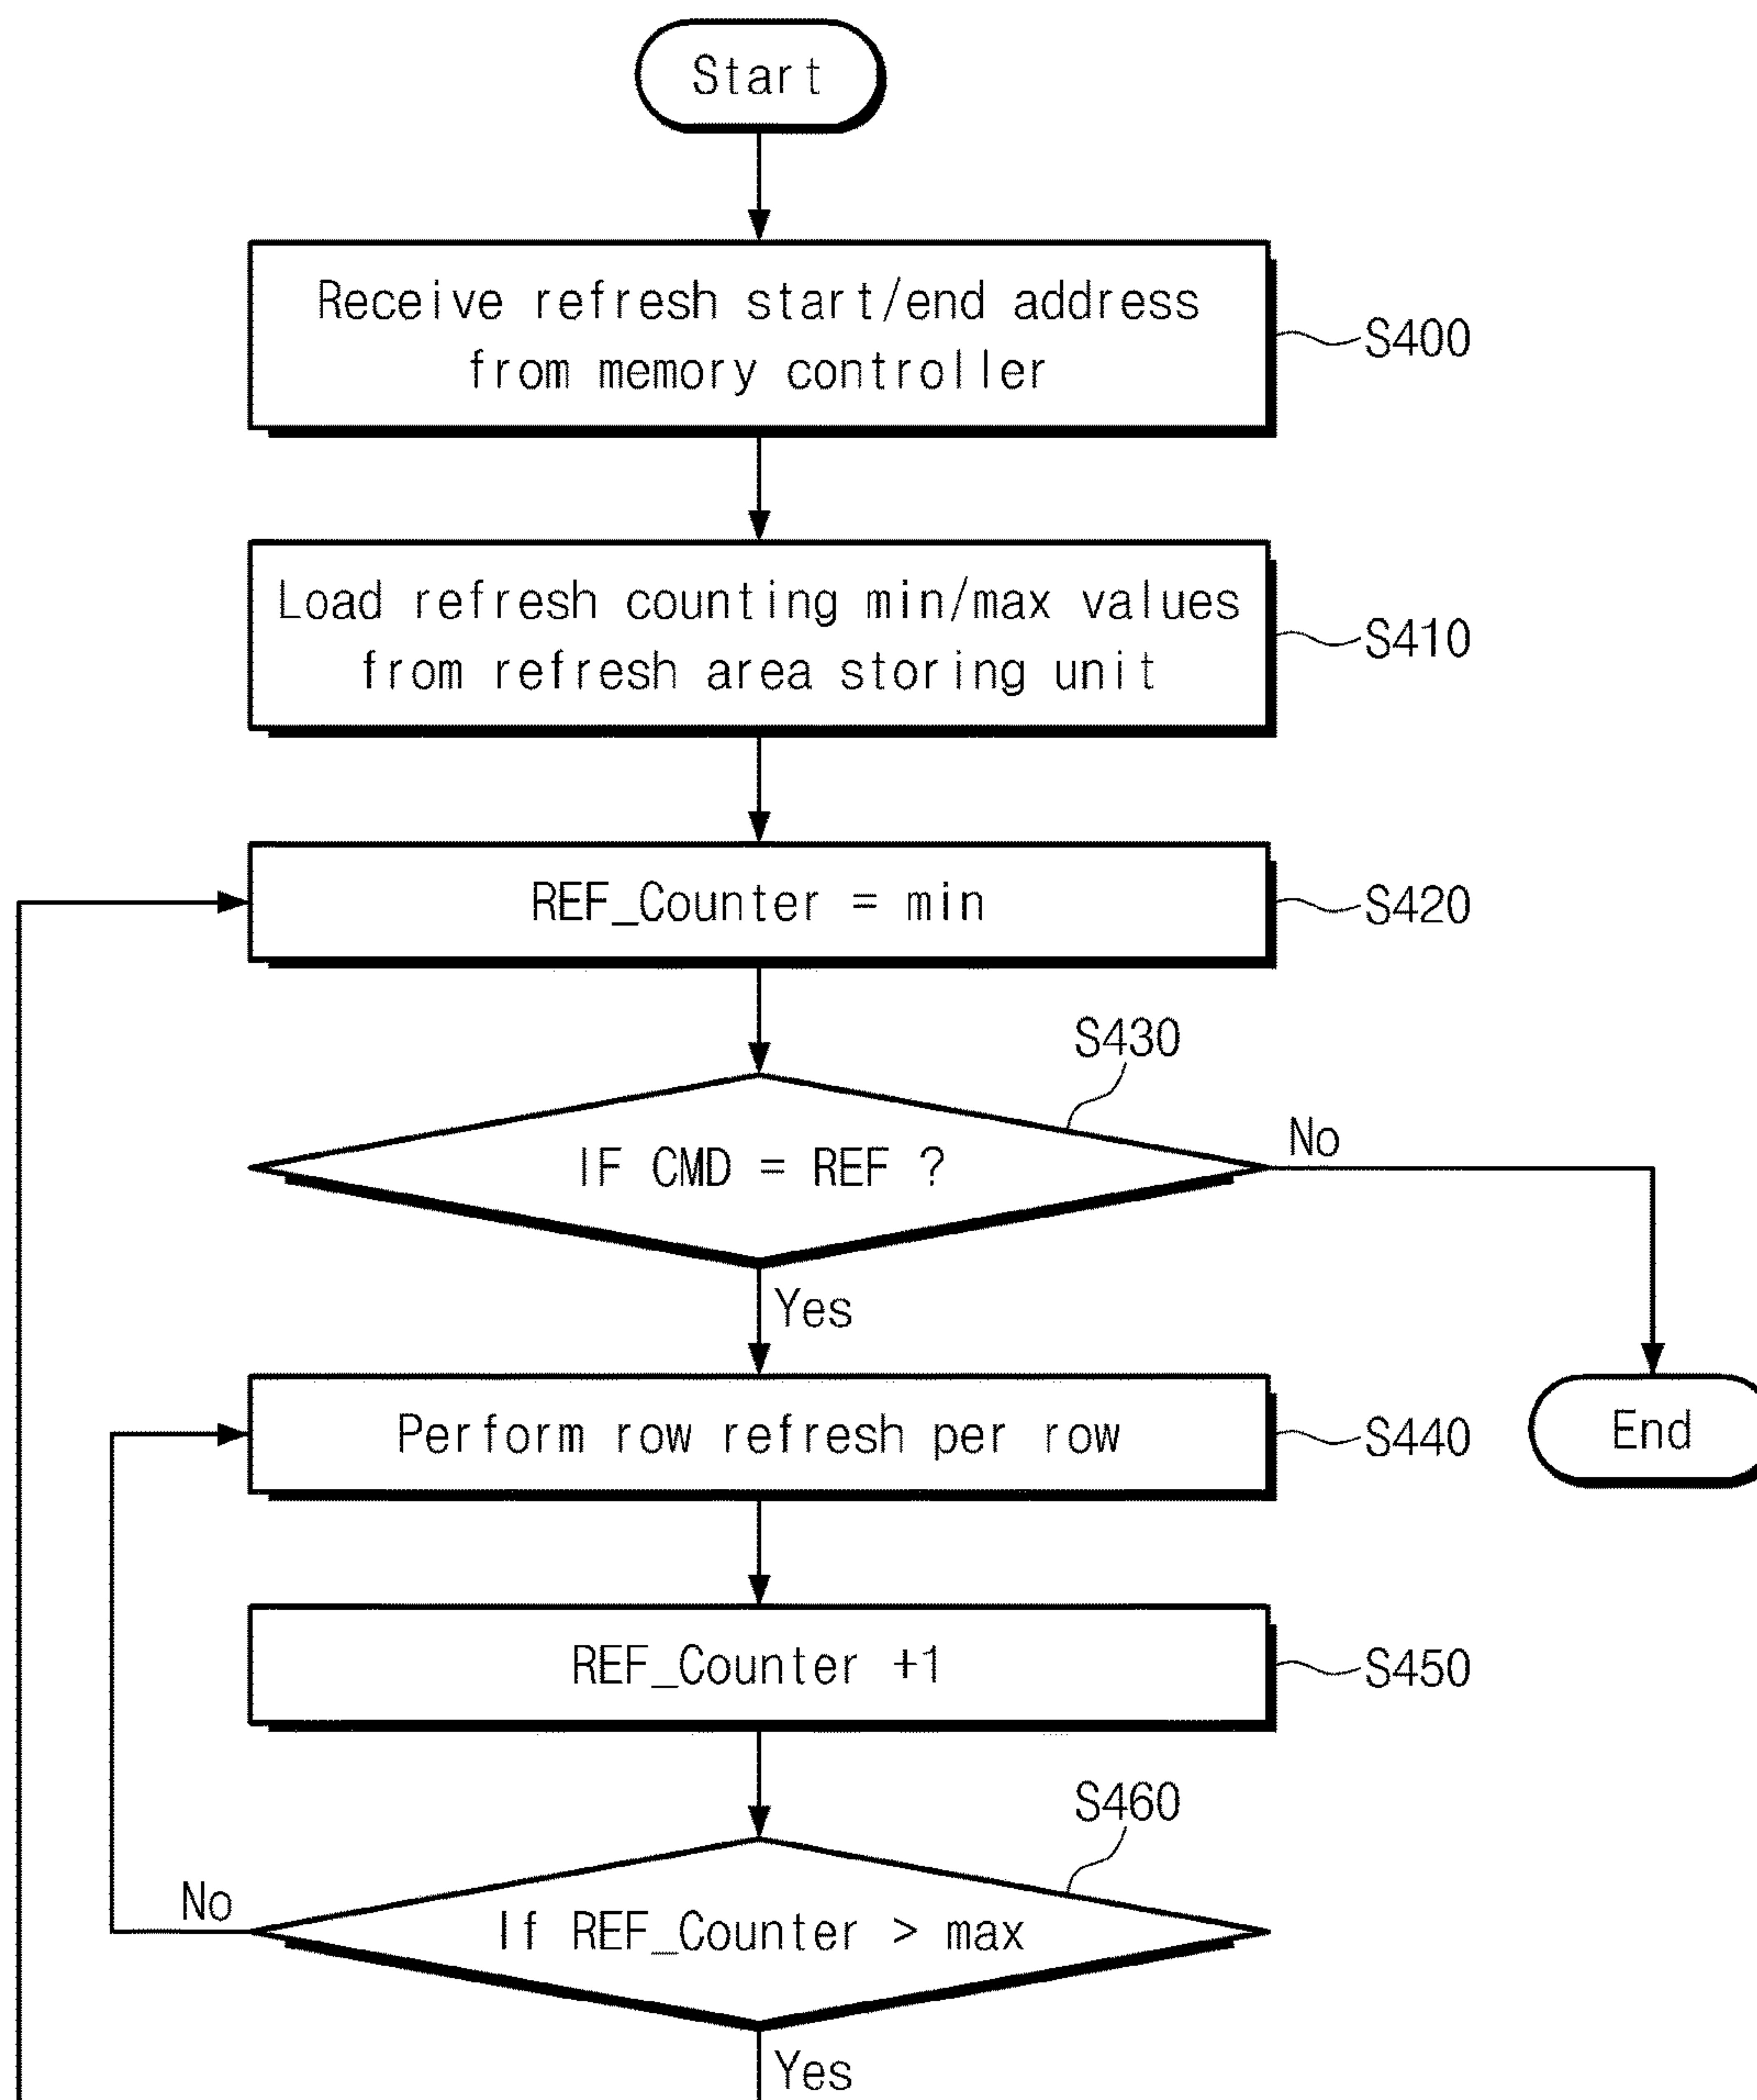 Start
Receive refresh start/end address
from memory controller
S400
Load refresh counting min/max values
from refresh area storing unit
S410
REF_Counter = min
S420
S430
IF CMD = REF ?
No
Yes
Perform row refresh per row
S440
End
REF_Counter +1
S450
S460
No
If REF_Counter > max
Yes